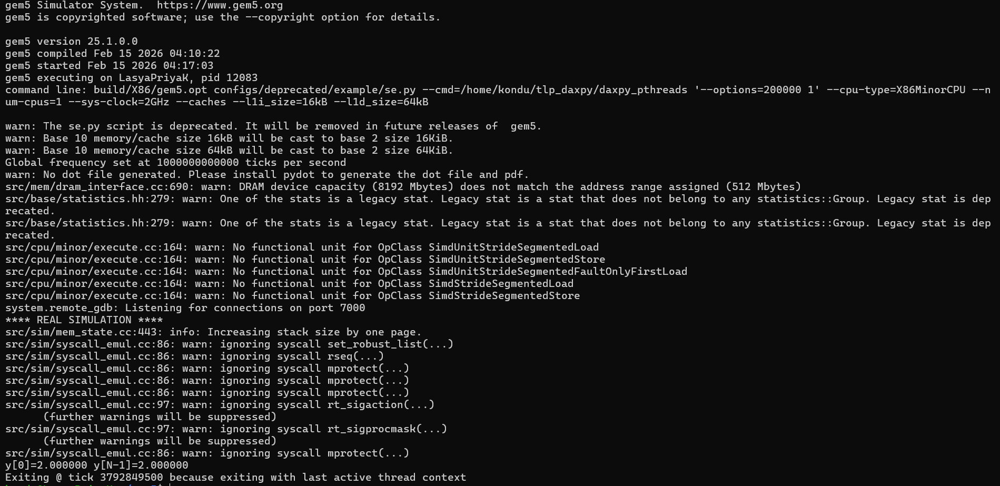 gem5 Simulator System.  https://www.gem5.org
gem5 is copyrighted software; use the --copyright option for details.
gem5 version 25.1.0.0
gem5 compiled Feb 15 2026 04:10:22
gem5 started Feb 15 2026 04:17:03
gem5 executing on LasyaPriyaK, pid 12083
command line: build/X86/gem5.opt configs/deprecated/example/se.py --cmd=/home/kondu/tlp_daxpy/daxpy_pthreads '--options=200000 1' --cpu-type=X86MinorCPU --n
um-cpus=1 --sys-clock=2GHz --caches --l1i_size=16kB --l1d_size=64kB
warn: The se.py script is deprecated. It will be removed in future releases of  gem5.
warn: Base 10 memory/cache size 16kB will be cast to base 2 size 16KiB.
warn: Base 10 memory/cache size 64kB will be cast to base 2 size 64KiB.
Global frequency set at 1000000000000 ticks per second
warn: No dot file generated. Please install pydot to generate the dot file and pdf.
src/mem/dram_interface.cc:690: warn: DRAM device capacity (8192 Mbytes) does not match the address range assigned (512 Mbytes)
src/base/statistics.hh:279: warn: One of the stats is a legacy stat. Legacy stat is a stat that does not belong to any statistics::Group. Legacy stat is dep
recated.
src/base/statistics.hh:279: warn: One of the stats is a legacy stat. Legacy stat is a stat that does not belong to any statistics::Group. Legacy stat is dep
recated.
src/cpu/minor/execute.cc:164: warn: No functional unit for OpClass SimdUnitStrideSegmentedLoad
src/cpu/minor/execute.cc:164: warn: No functional unit for OpClass SimdUnitStrideSegmentedStore
src/cpu/minor/execute.cc:164: warn: No functional unit for OpClass SimdUnitStrideSegmentedFaultOnlyFirstLoad
src/cpu/minor/execute.cc:164: warn: No functional unit for OpClass SimdStrideSegmentedLoad
src/cpu/minor/execute.cc:164: warn: No functional unit for OpClass SimdStrideSegmentedStore
system.remote_gdb: Listening for connections on port 7000
**** REAL SIMULATION ****
src/sim/mem_state.cc:443: info: Increasing stack size by one page.
src/sim/syscall_emul.cc:86: warn: ignoring syscall set_robust_list(...)
src/sim/syscall_emul.cc:86: warn: ignoring syscall rseq(...)
src/sim/syscall_emul.cc:86: warn: ignoring syscall mprotect(...)
src/sim/syscall_emul.cc:86: warn: ignoring syscall mprotect(...)
src/sim/syscall_emul.cc:86: warn: ignoring syscall mprotect(...)
src/sim/syscall_emul.cc:97: warn: ignoring syscall rt_sigaction(...)
      (further warnings will be suppressed)
src/sim/syscall_emul.cc:97: warn: ignoring syscall rt_sigprocmask(...)
      (further warnings will be suppressed)
src/sim/syscall_emul.cc:86: warn: ignoring syscall mprotect(...)
y[0]=2.000000 y[N-1]=2.000000
Exiting @ tick 3792849500 because exiting with last active thread context